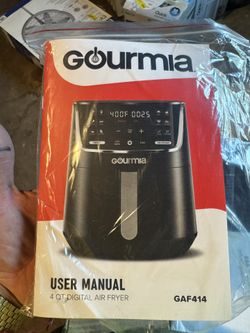 GOURMIA
400F 0025
GOURMIA
USER MANUAL
4 QT DIGITAL AIR FRYER
GAF414